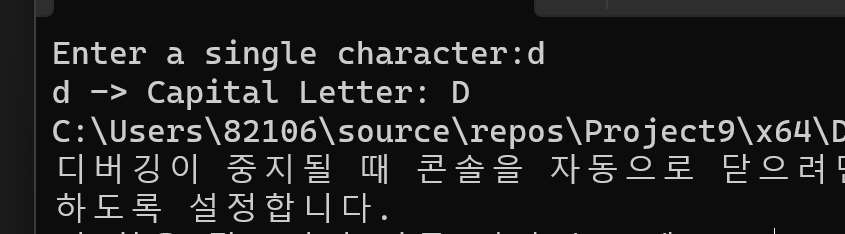 Enter a single character:d
d -> Capital Letter: D
C:\Users\82106\source\repos\Project9\x64\D
디버깅이 중지될 때 콘솔을 자동으로 닫으려면
하도록 설정합니다.